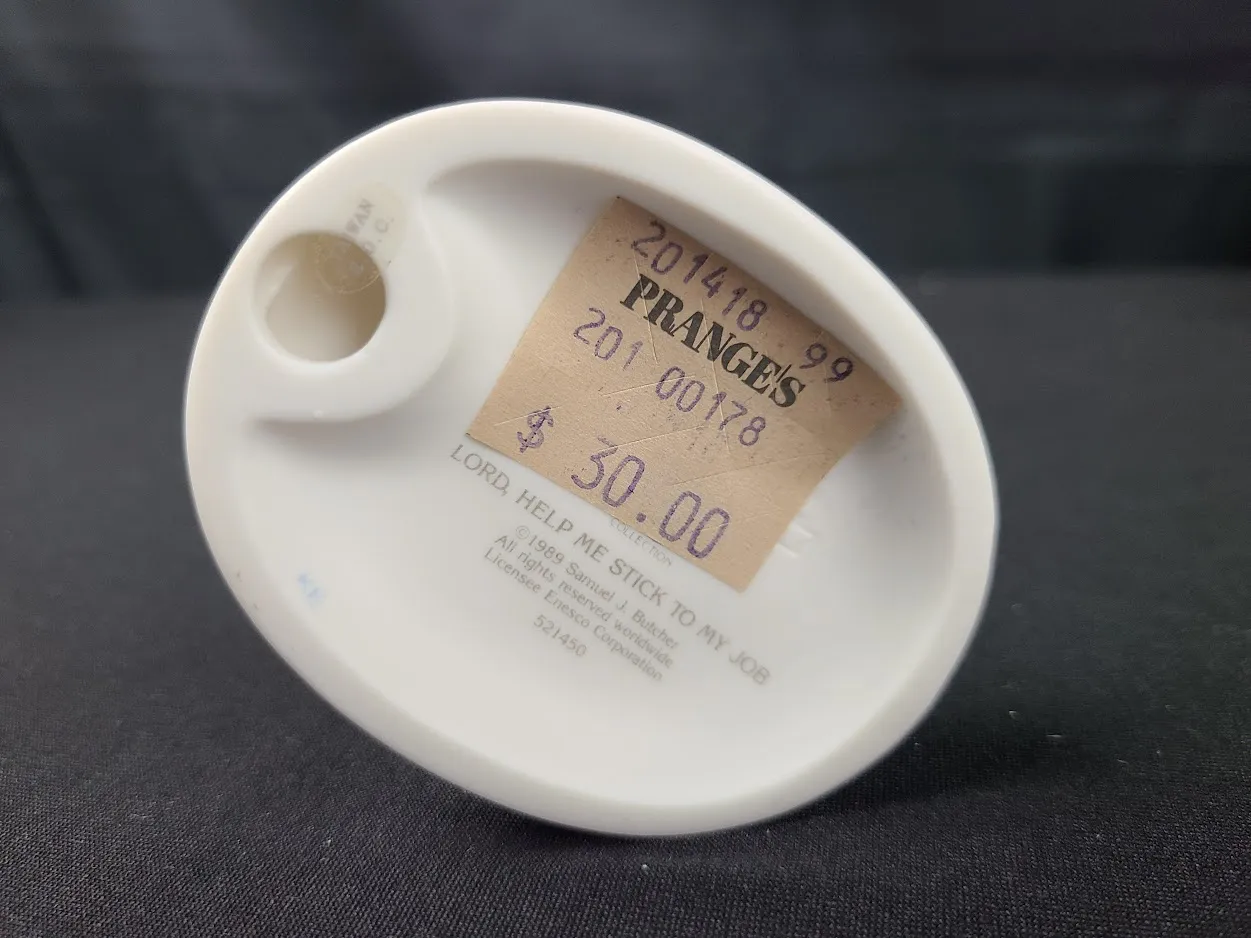 201418 99
PRANGE'S
201 00178
$ 30.00
COLLECTION
LORD, HELP ME STICK TO MY JOB
©1989 Samuel J. Butcher
All rights reserved worldwide
Licensee Enesco Corporation
521450